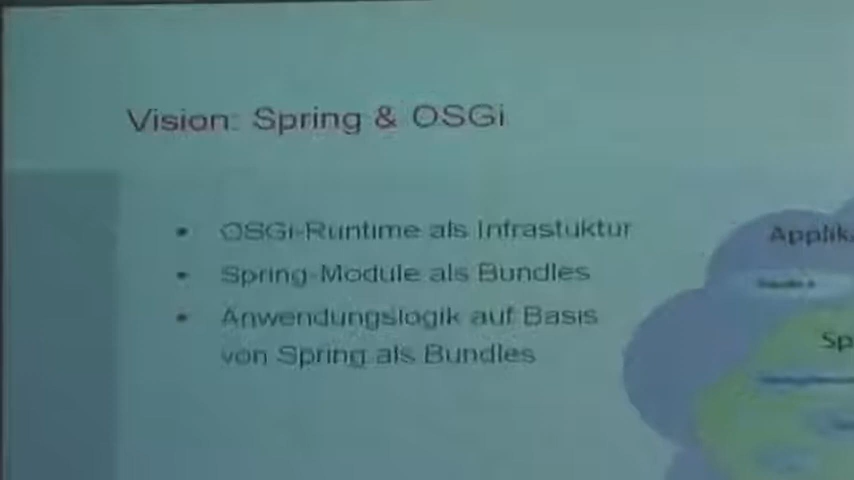 Vision: Spring & OSGi
• OSGi-Runtime als Infrastuktur
• Spring-Module als Bundles
• Anwendungslogik auf Basis
von Spring als Bundles
Applika
Sp